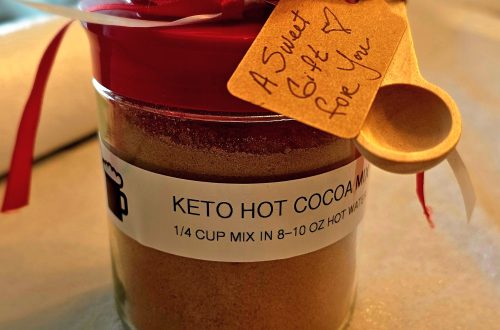 A Sweet
Gift ♡
for You
KETO HOT COCOA MIX
1/4 CUP MIX IN 8-10 OZ HOT WATER